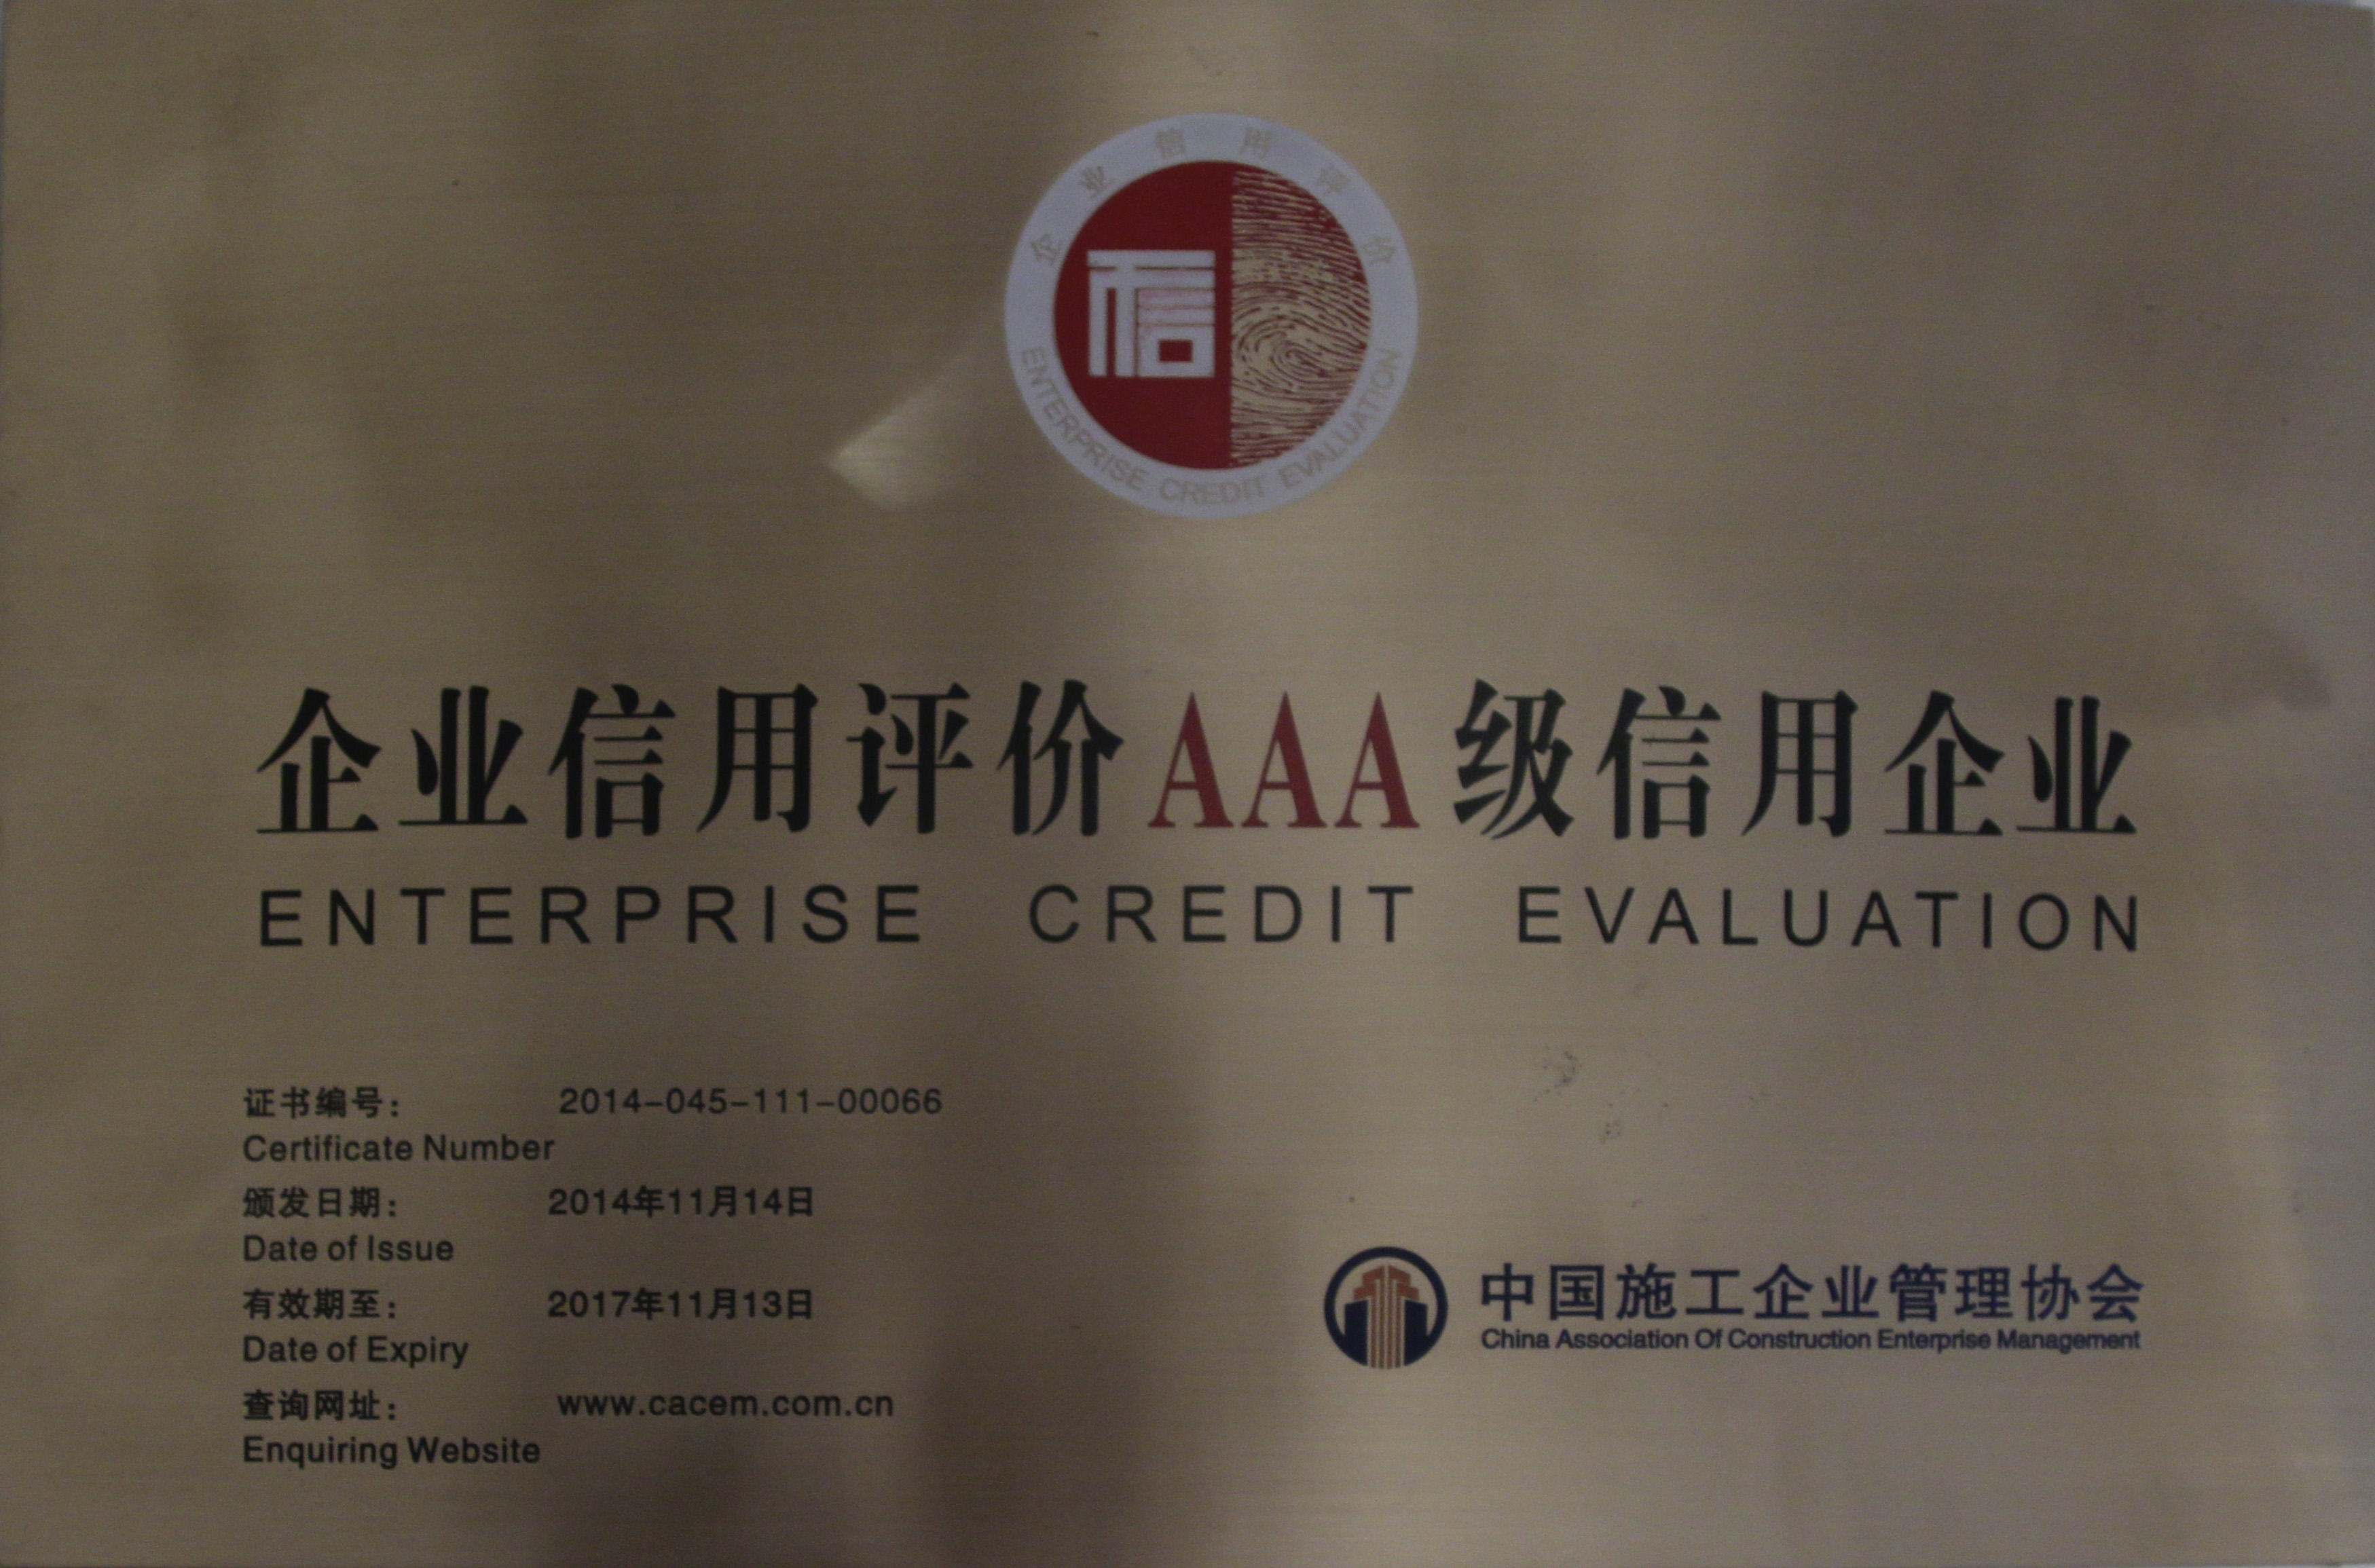 企业信用评价
信
ENTERPRISE CREDIT EVALUATION
企业信用评价AAA级信用企业
ENTERPRISE CREDIT EVALUATION
证书编号： 2014-045-111-00066
Certificate Number
颁发日期： 2014年11月14日
Date of Issue
有效期至： 2017年11月13日
Date of Expiry
查询网址： www.cacem.com.cn
Enquiring Website
中国施工企业管理协会
China Association Of Construction Enterprise Management